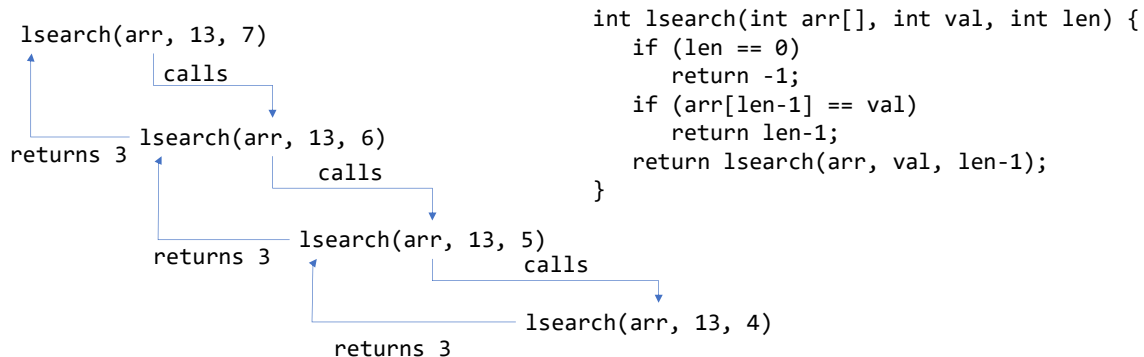 lsearch(arr, 13, 7)
calls
returns 3
lsearch(arr, 13, 6)
calls
returns 3
lsearch(arr, 13, 5)
calls
returns 3
lsearch(arr, 13, 4)
int lsearch(int arr[], int val, int len) {
   if (len == 0)
      return -1;
   if (arr[len-1] == val)
      return len-1;
   return lsearch(arr, val, len-1);
}